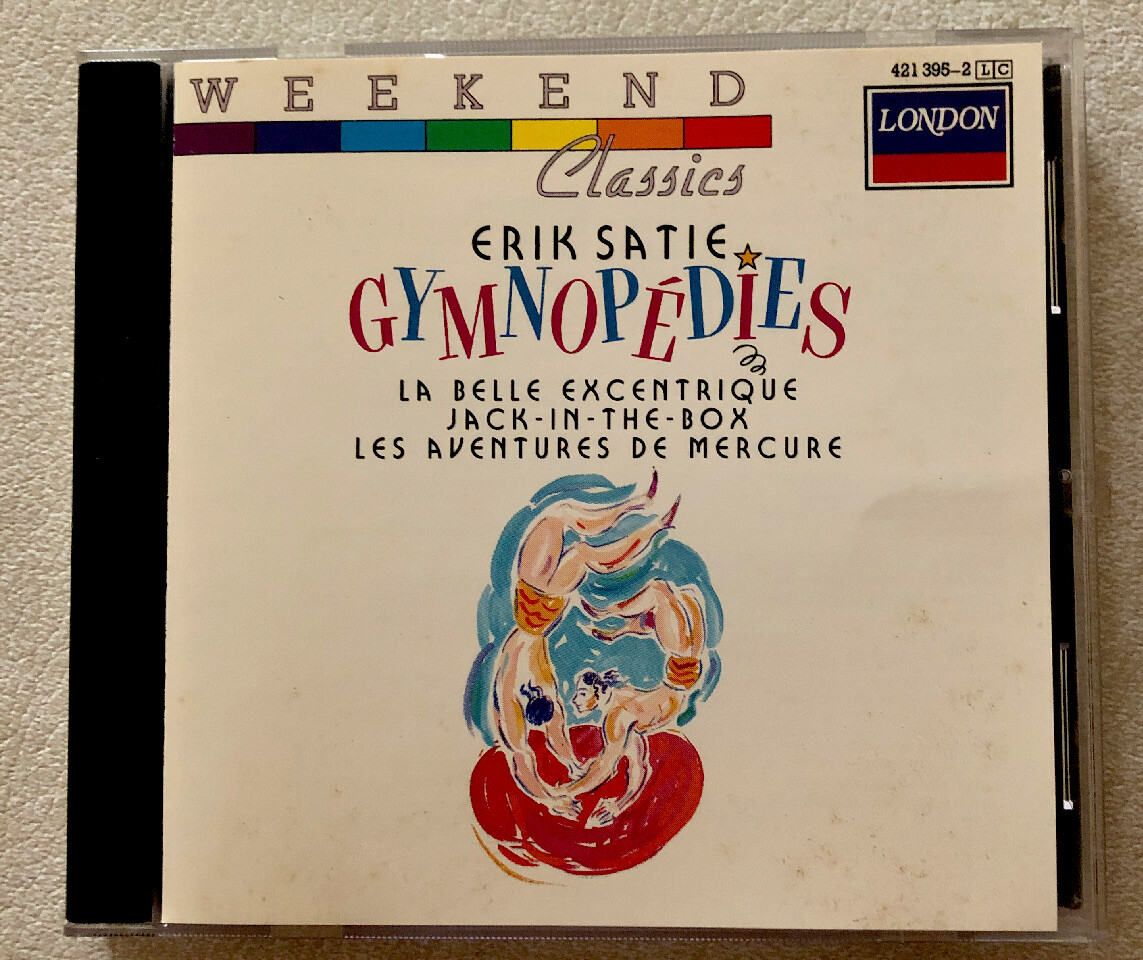 WEEKEND
Classics
421 395-2 LC
LONDON
ERIK SATIE
GYMNOPÉDIES
LA BELLE EXCENTRIQUE
JACK-IN-THE-BOX
LES AVENTURES DE MERCURE